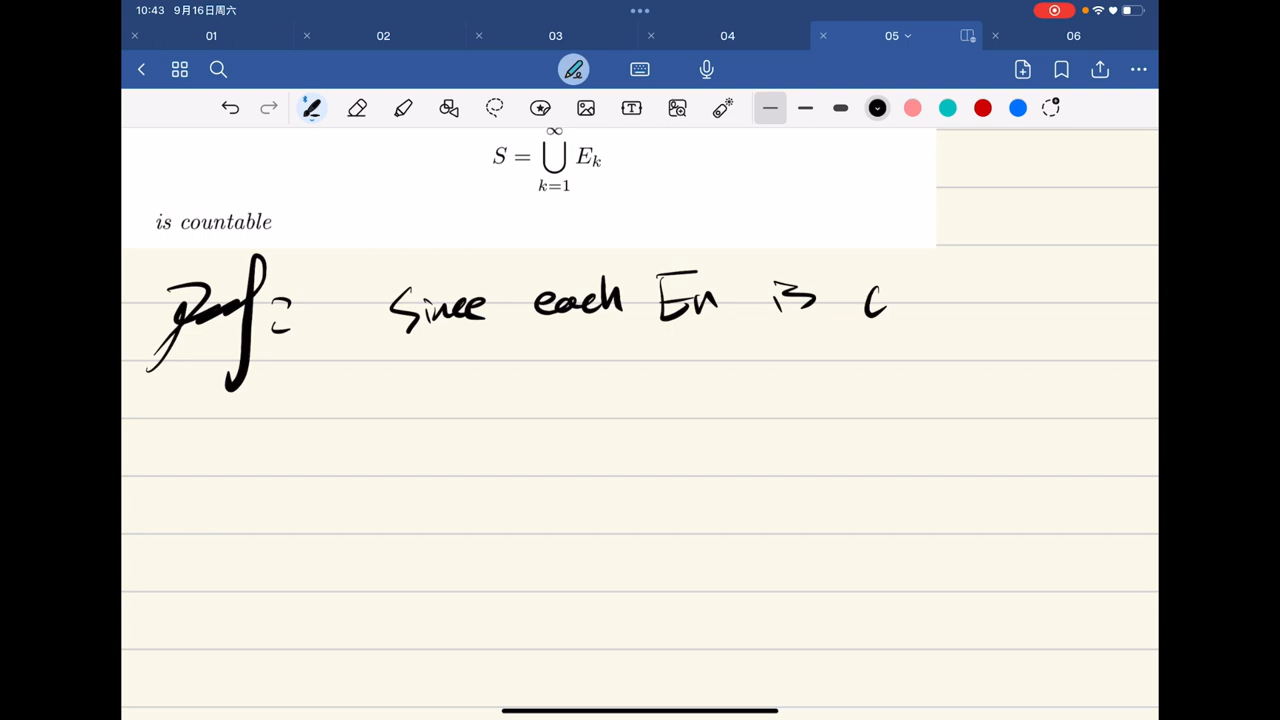 10:43 9月16日周六
01 02 03 04 05 06
∞
S = ⋃ E_k
k=1
is countable
Proof: Since each En is c